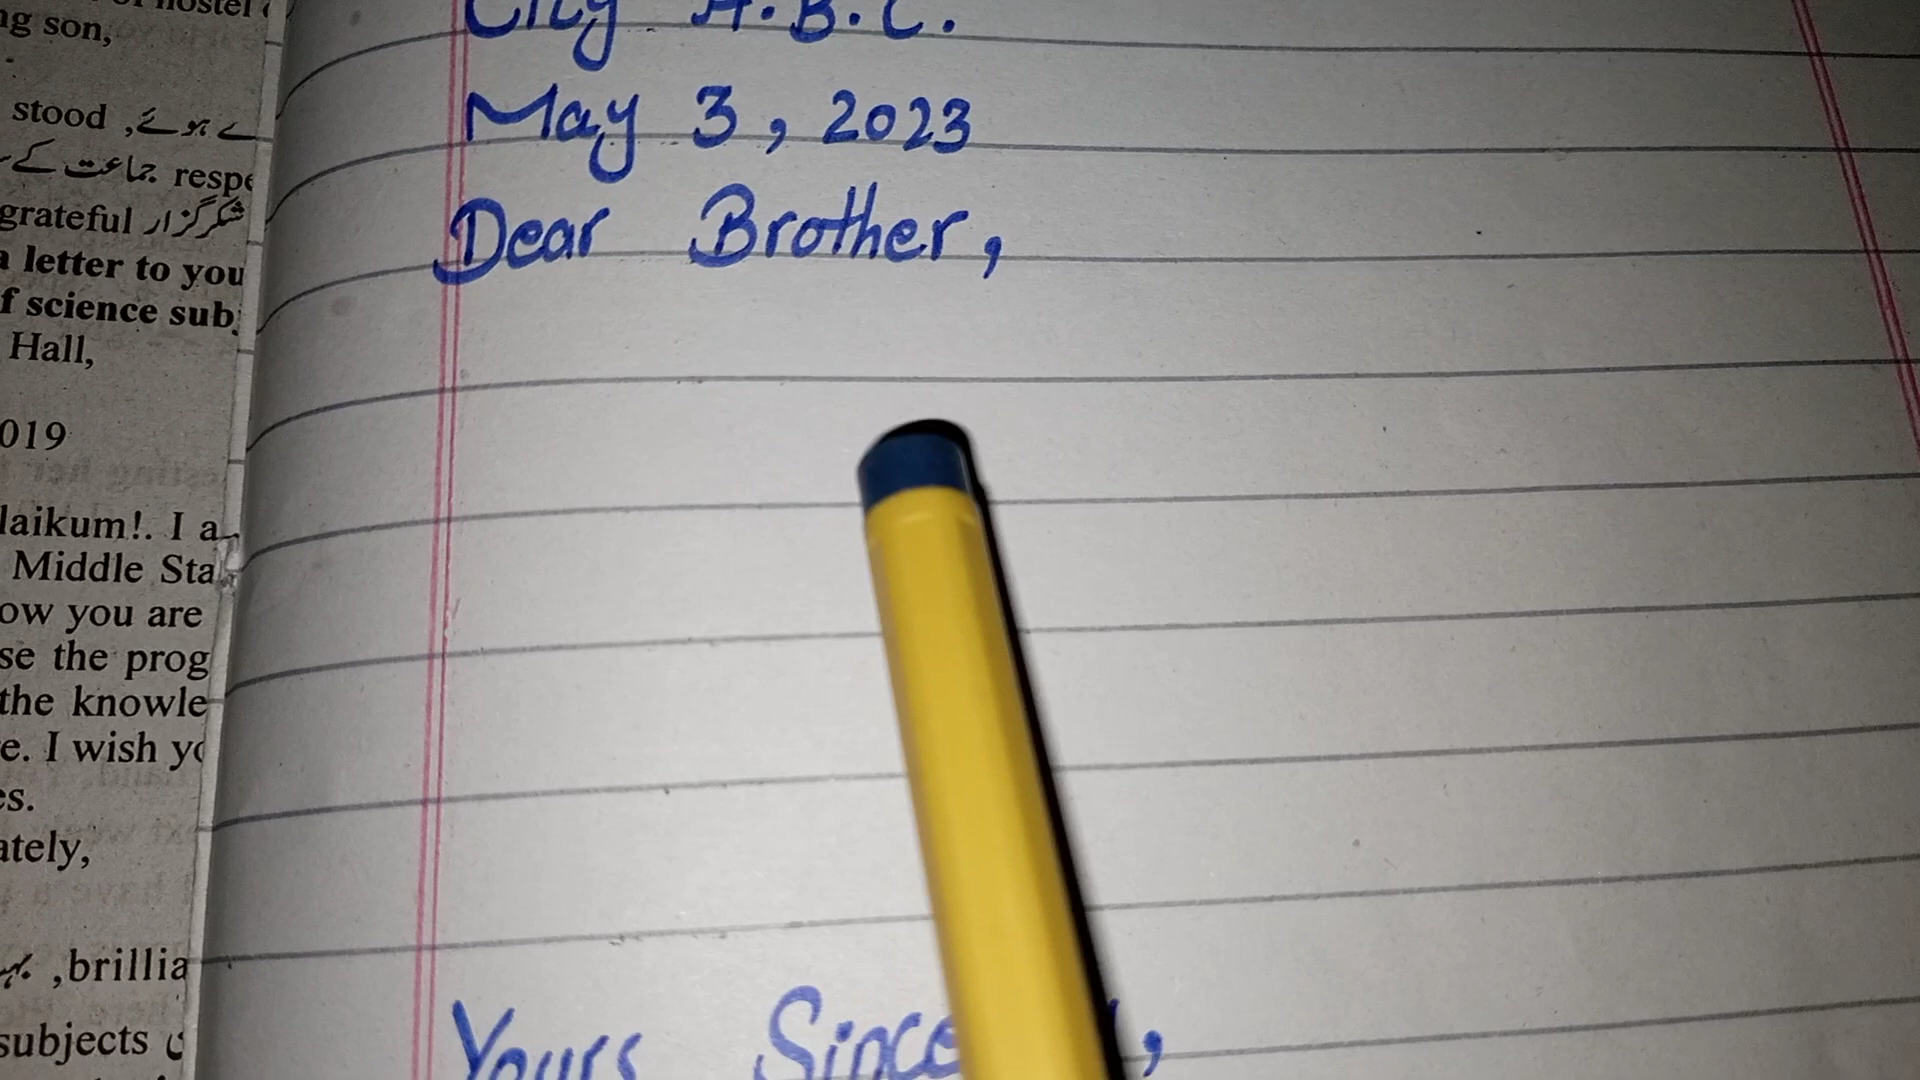 ng son,
stood ,ے ہوئے
جماعت کے respe
grateful شکرگزار
a letter to you
f science sub
Hall,
019
laikum!. I a
Middle Sta
ow you are
se the prog
the knowle
e. I wish yo
es.
ately,
,brillia
subjects
City A.B.C.
May 3, 2023
Dear Brother,
Yours Since ,